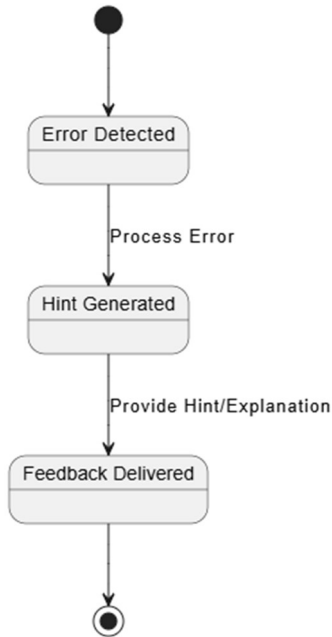 Error Detected
Process Error
Hint Generated
Provide Hint/Explanation
Feedback Delivered